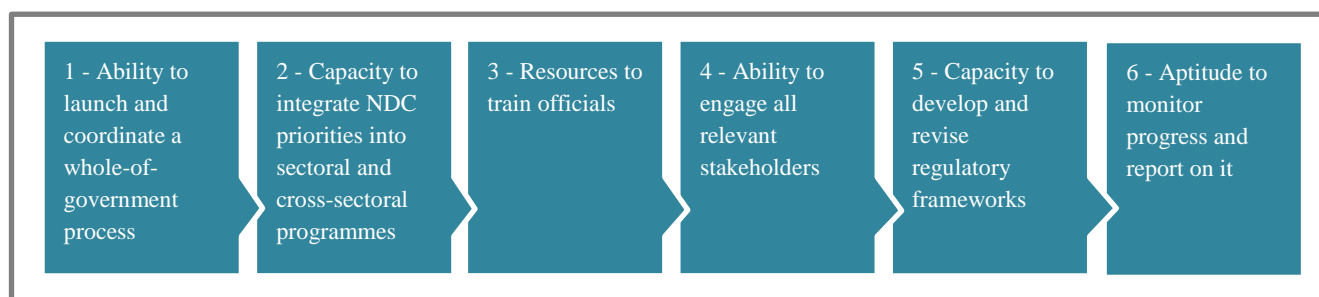 1 - Ability to
launch and
coordinate a
whole-of-
government
process
2 - Capacity to
integrate NDC
priorities into
sectoral and
cross-sectoral
programmes
3 - Resources to
train officials
4 - Ability to
engage all
relevant
stakeholders
5 - Capacity to
develop and
revise
regulatory
frameworks
6 - Aptitude to
monitor
progress and
report on it